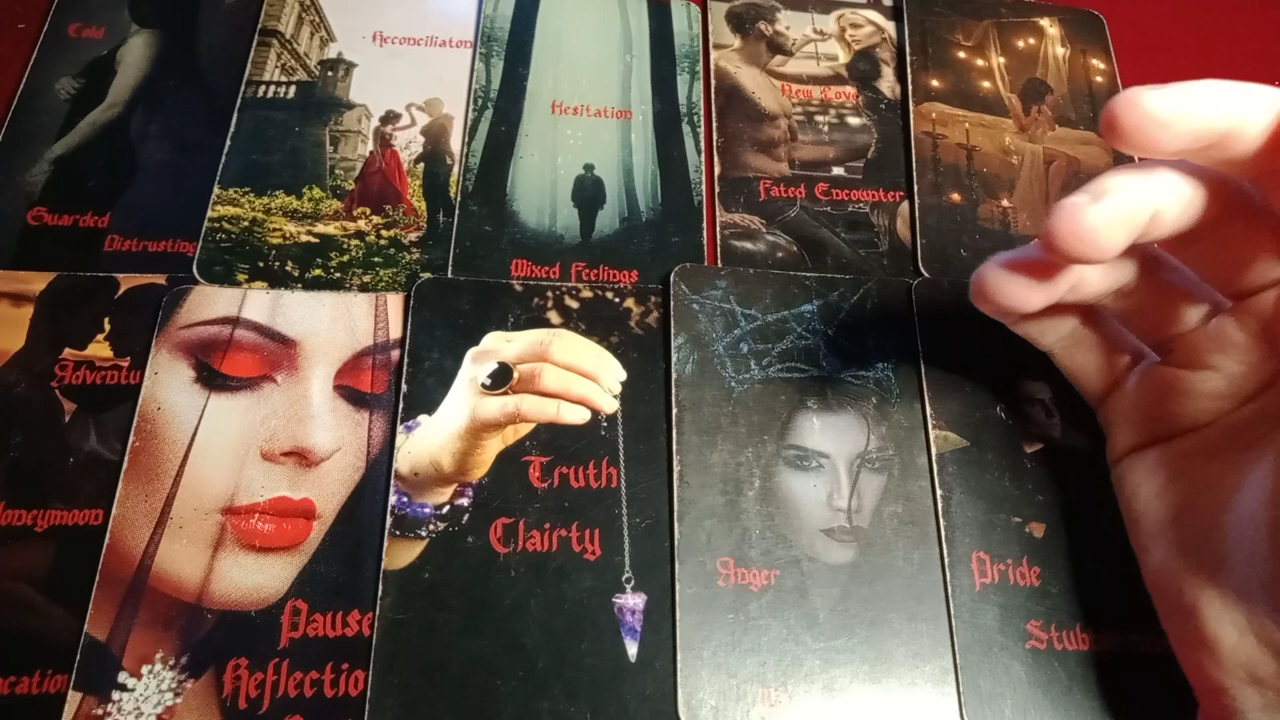 Cold
Guarded
Distrusting
Reconciliaton
Hesitation
Mixed Feelings
New Love
Fated Encounter
Adventu
Honeymoon
cation
Pause
Reflectio
Truth
Clairty
Anger
Pride
Stub